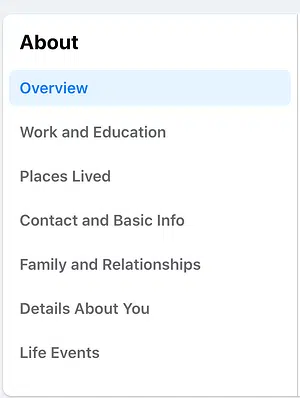 About
Overview
Work and Education
Places Lived
Contact and Basic Info
Family and Relationships
Details About You
Life Events